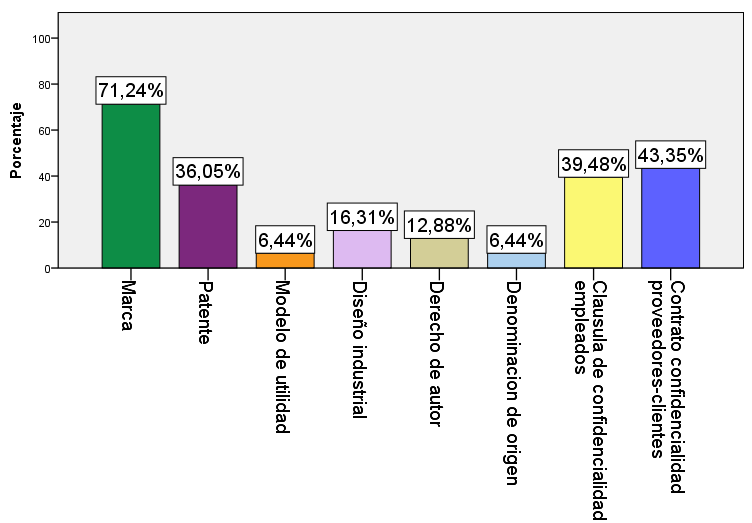 Porcentaje
100
80
60
40
20
0
71,24%
36,05%
6,44%
16,31%
12,88%
6,44%
39,48%
43,35%
Marca
Patente
Modelo de utilidad
Diseño industrial
Derecho de autor
Denominacion de origen
Clausula de confidencialidad
empleados
Contrato confidencialidad
proveedores-clientes